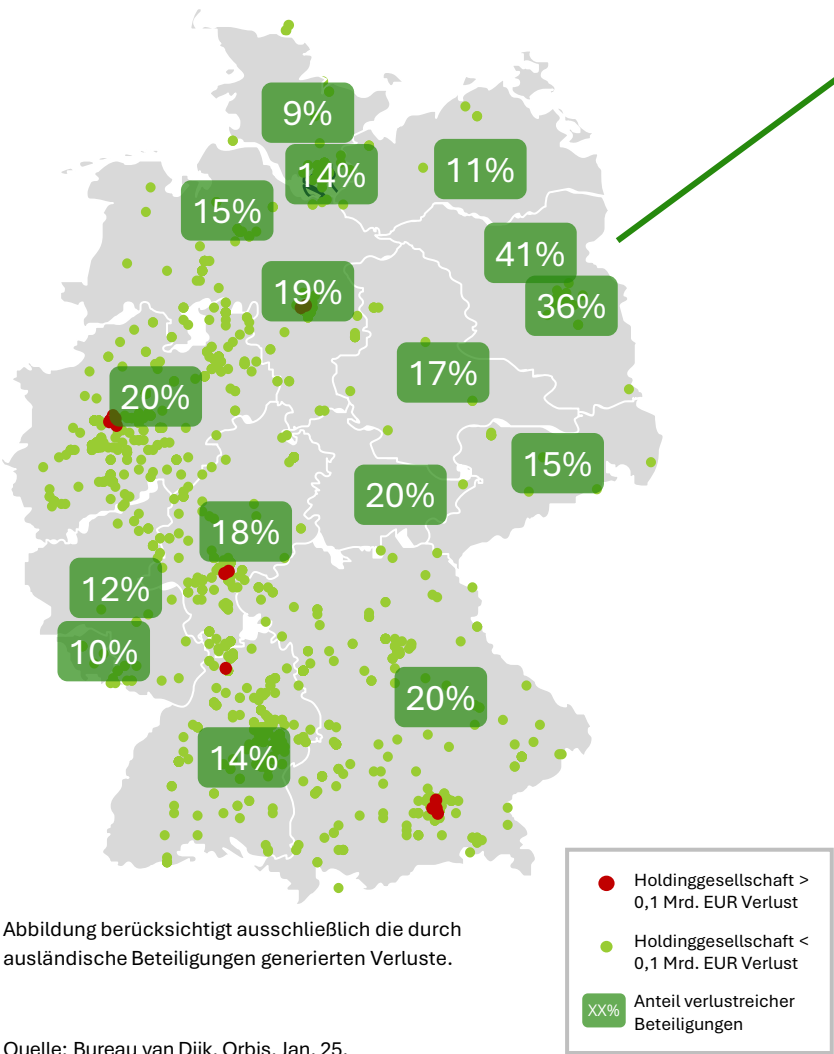 9%
14%
11%
15%
41%
19%
36%
17%
20%
15%
20%
18%
12%
10%
20%
14%
Holdinggesellschaft >
0,1 Mrd. EUR Verlust
Holdinggesellschaft <
0,1 Mrd. EUR Verlust
XX%
Anteil verlustreicher
Beteiligungen
Abbildung berücksichtigt ausschließlich die durch
ausländische Beteiligungen generierten Verluste.
Quelle: Bureau van Dijk, Orbis, Jan. 25.